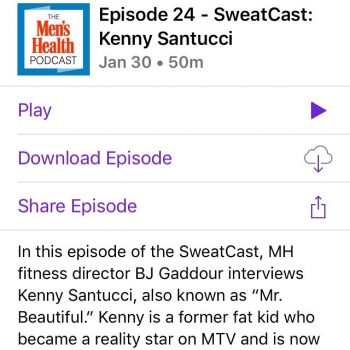 THE
Men's
Health
PODCAST
Episode 24 - SweatCast:
Kenny Santucci
Jan 30 • 50m
Play
Download Episode
Share Episode
In this episode of the SweatCast, MH
fitness director BJ Gaddour interviews
Kenny Santucci, also known as “Mr.
Beautiful.” Kenny is a former fat kid who
became a reality star on MTV and is now